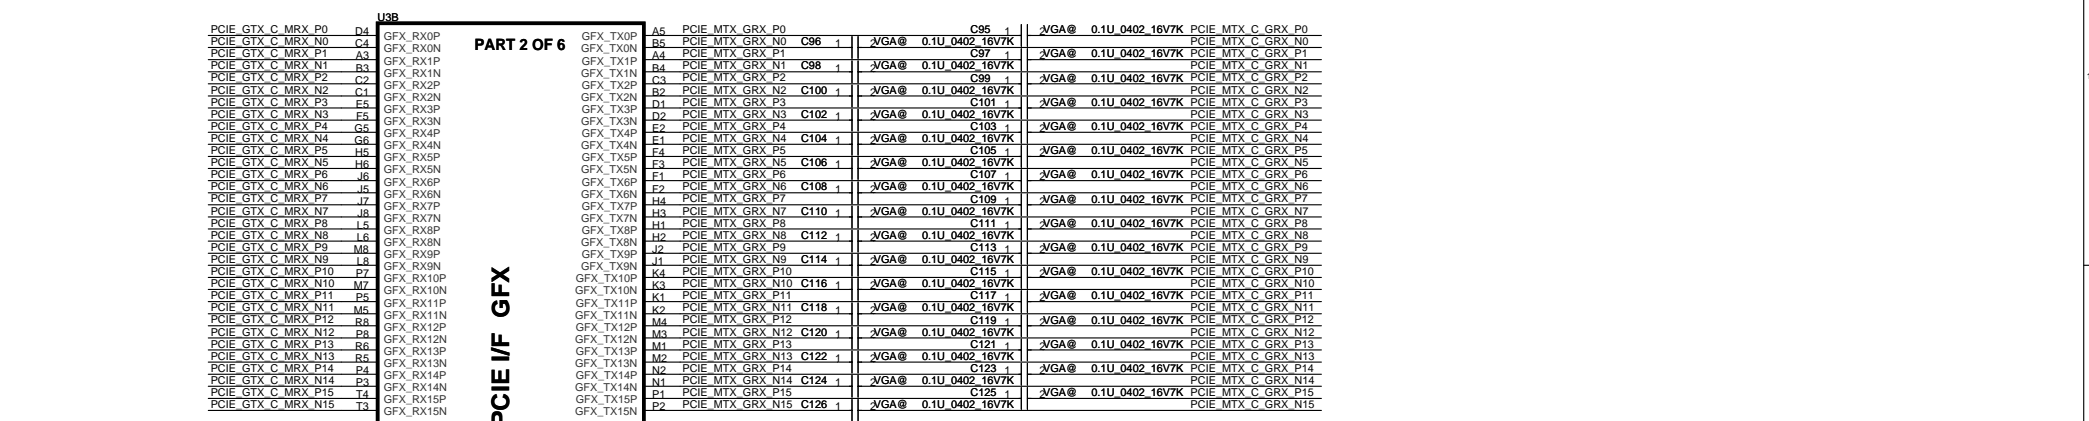 U3B
PART 2 OF 6
PCIE I/F GFX
PCIE_GTX_C_MRX_P0 D4 GFX_RX0P GFX_TX0P A5 PCIE_MTX_GRX_P0 C95 1 2 VGA@ 0.1U_0402_16V7K PCIE_MTX_C_GRX_P0
PCIE_GTX_C_MRX_N0 C4 GFX_RX0N GFX_TX0N B5 PCIE_MTX_GRX_N0 C96 1 2 VGA@ 0.1U_0402_16V7K PCIE_MTX_C_GRX_N0
PCIE_GTX_C_MRX_P1 A3 GFX_RX1P GFX_TX1P A4 PCIE_MTX_GRX_P1 C97 1 2 VGA@ 0.1U_0402_16V7K PCIE_MTX_C_GRX_P1
PCIE_GTX_C_MRX_N1 B3 GFX_RX1N GFX_TX1N B4 PCIE_MTX_GRX_N1 C98 1 2 VGA@ 0.1U_0402_16V7K PCIE_MTX_C_GRX_N1
PCIE_GTX_C_MRX_P2 C2 GFX_RX2P GFX_TX2P C3 PCIE_MTX_GRX_P2 C99 1 2 VGA@ 0.1U_0402_16V7K PCIE_MTX_C_GRX_P2
PCIE_GTX_C_MRX_N2 C1 GFX_RX2N GFX_TX2N B2 PCIE_MTX_GRX_N2 C100 1 2 VGA@ 0.1U_0402_16V7K PCIE_MTX_C_GRX_N2
PCIE_GTX_C_MRX_P3 E5 GFX_RX3P GFX_TX3P D1 PCIE_MTX_GRX_P3 C101 1 2 VGA@ 0.1U_0402_16V7K PCIE_MTX_C_GRX_P3
PCIE_GTX_C_MRX_N3 F5 GFX_RX3N GFX_TX3N D2 PCIE_MTX_GRX_N3 C102 1 2 VGA@ 0.1U_0402_16V7K PCIE_MTX_C_GRX_N3
PCIE_GTX_C_MRX_P4 G5 GFX_RX4P GFX_TX4P E2 PCIE_MTX_GRX_P4 C103 1 2 VGA@ 0.1U_0402_16V7K PCIE_MTX_C_GRX_P4
PCIE_GTX_C_MRX_N4 G6 GFX_RX4N GFX_TX4N E1 PCIE_MTX_GRX_N4 C104 1 2 VGA@ 0.1U_0402_16V7K PCIE_MTX_C_GRX_N4
PCIE_GTX_C_MRX_P5 H5 GFX_RX5P GFX_TX5P F4 PCIE_MTX_GRX_P5 C105 1 2 VGA@ 0.1U_0402_16V7K PCIE_MTX_C_GRX_P5
PCIE_GTX_C_MRX_N5 H6 GFX_RX5N GFX_TX5N F3 PCIE_MTX_GRX_N5 C106 1 2 VGA@ 0.1U_0402_16V7K PCIE_MTX_C_GRX_N5
PCIE_GTX_C_MRX_P6 J6 GFX_RX6P GFX_TX6P F1 PCIE_MTX_GRX_P6 C107 1 2 VGA@ 0.1U_0402_16V7K PCIE_MTX_C_GRX_P6
PCIE_GTX_C_MRX_N6 J5 GFX_RX6N GFX_TX6N F2 PCIE_MTX_GRX_N6 C108 1 2 VGA@ 0.1U_0402_16V7K PCIE_MTX_C_GRX_N6
PCIE_GTX_C_MRX_P7 J7 GFX_RX7P GFX_TX7P H4 PCIE_MTX_GRX_P7 C109 1 2 VGA@ 0.1U_0402_16V7K PCIE_MTX_C_GRX_P7
PCIE_GTX_C_MRX_N7 J8 GFX_RX7N GFX_TX7N H3 PCIE_MTX_GRX_N7 C110 1 2 VGA@ 0.1U_0402_16V7K PCIE_MTX_C_GRX_N7
PCIE_GTX_C_MRX_P8 L5 GFX_RX8P GFX_TX8P H1 PCIE_MTX_GRX_P8 C111 1 2 VGA@ 0.1U_0402_16V7K PCIE_MTX_C_GRX_P8
PCIE_GTX_C_MRX_N8 L6 GFX_RX8N GFX_TX8N H2 PCIE_MTX_GRX_N8 C112 1 2 VGA@ 0.1U_0402_16V7K PCIE_MTX_C_GRX_N8
PCIE_GTX_C_MRX_P9 M8 GFX_RX9P GFX_TX9P J2 PCIE_MTX_GRX_P9 C113 1 2 VGA@ 0.1U_0402_16V7K PCIE_MTX_C_GRX_P9
PCIE_GTX_C_MRX_N9 L8 GFX_RX9N GFX_TX9N J1 PCIE_MTX_GRX_N9 C114 1 2 VGA@ 0.1U_0402_16V7K PCIE_MTX_C_GRX_N9
PCIE_GTX_C_MRX_P10 P7 GFX_RX10P GFX_TX10P K4 PCIE_MTX_GRX_P10 C115 1 2 VGA@ 0.1U_0402_16V7K PCIE_MTX_C_GRX_P10
PCIE_GTX_C_MRX_N10 M7 GFX_RX10N GFX_TX10N K3 PCIE_MTX_GRX_N10 C116 1 2 VGA@ 0.1U_0402_16V7K PCIE_MTX_C_GRX_N10
PCIE_GTX_C_MRX_P11 P5 GFX_RX11P GFX_TX11P K1 PCIE_MTX_GRX_P11 C117 1 2 VGA@ 0.1U_0402_16V7K PCIE_MTX_C_GRX_P11
PCIE_GTX_C_MRX_N11 M5 GFX_RX11N GFX_TX11N K2 PCIE_MTX_GRX_N11 C118 1 2 VGA@ 0.1U_0402_16V7K PCIE_MTX_C_GRX_N11
PCIE_GTX_C_MRX_P12 R8 GFX_RX12P GFX_TX12P M4 PCIE_MTX_GRX_P12 C119 1 2 VGA@ 0.1U_0402_16V7K PCIE_MTX_C_GRX_P12
PCIE_GTX_C_MRX_N12 P8 GFX_RX12N GFX_TX12N M3 PCIE_MTX_GRX_N12 C120 1 2 VGA@ 0.1U_0402_16V7K PCIE_MTX_C_GRX_N12
PCIE_GTX_C_MRX_P13 R6 GFX_RX13P GFX_TX13P M1 PCIE_MTX_GRX_P13 C121 1 2 VGA@ 0.1U_0402_16V7K PCIE_MTX_C_GRX_P13
PCIE_GTX_C_MRX_N13 R5 GFX_RX13N GFX_TX13N M2 PCIE_MTX_GRX_N13 C122 1 2 VGA@ 0.1U_0402_16V7K PCIE_MTX_C_GRX_N13
PCIE_GTX_C_MRX_P14 P4 GFX_RX14P GFX_TX14P N2 PCIE_MTX_GRX_P14 C123 1 2 VGA@ 0.1U_0402_16V7K PCIE_MTX_C_GRX_P14
PCIE_GTX_C_MRX_N14 P3 GFX_RX14N GFX_TX14N N1 PCIE_MTX_GRX_N14 C124 1 2 VGA@ 0.1U_0402_16V7K PCIE_MTX_C_GRX_N14
PCIE_GTX_C_MRX_P15 T4 GFX_RX15P GFX_TX15P P1 PCIE_MTX_GRX_P15 C125 1 2 VGA@ 0.1U_0402_16V7K PCIE_MTX_C_GRX_P15
PCIE_GTX_C_MRX_N15 T3 GFX_RX15N GFX_TX15N P2 PCIE_MTX_GRX_N15 C126 1 2 VGA@ 0.1U_0402_16V7K PCIE_MTX_C_GRX_N15